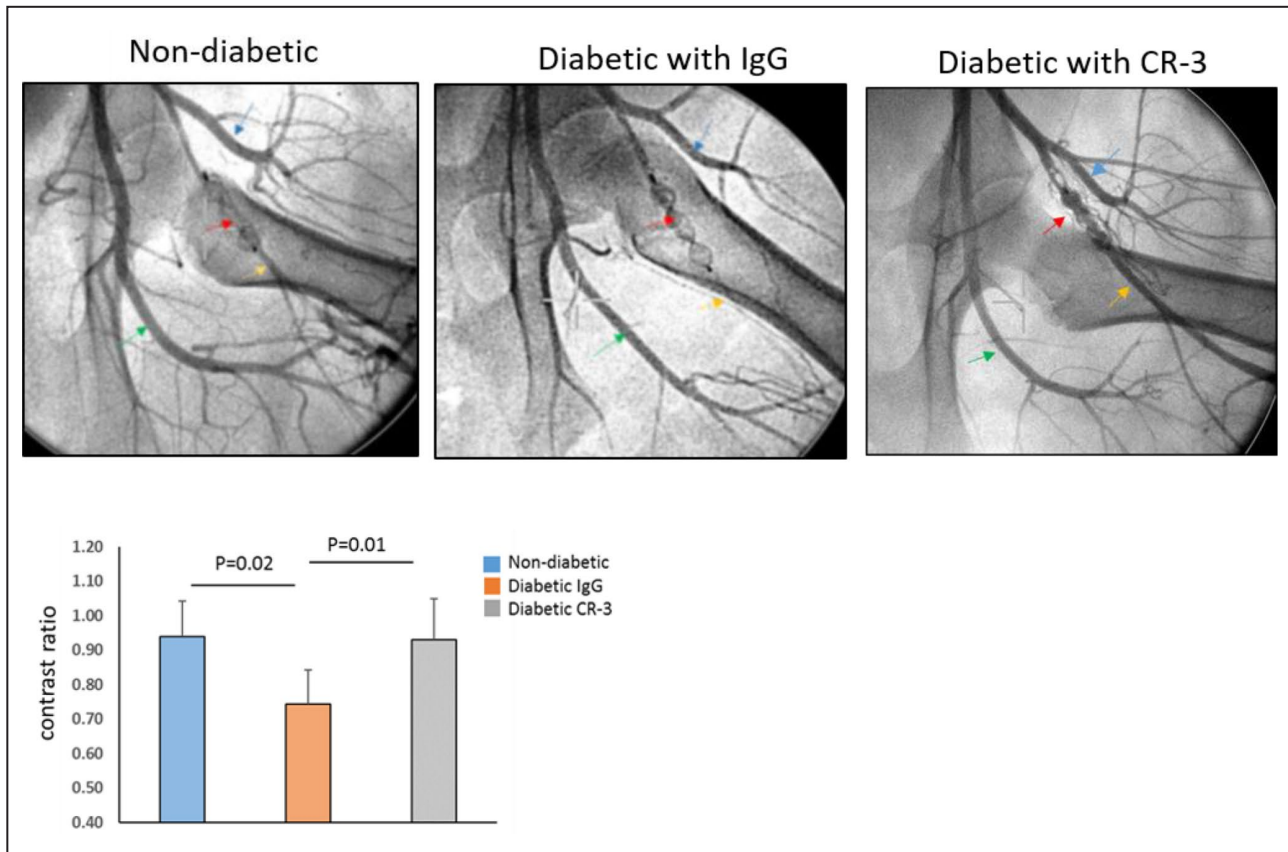 Non-diabetic
Diabetic with IgG
Diabetic with CR-3
1.20
1.10
1.00
0.90
0.80
0.70
0.60
0.50
0.40
contrast ratio
P=0.02
P=0.01
Non-diabetic
Diabetic IgG
Diabetic CR-3